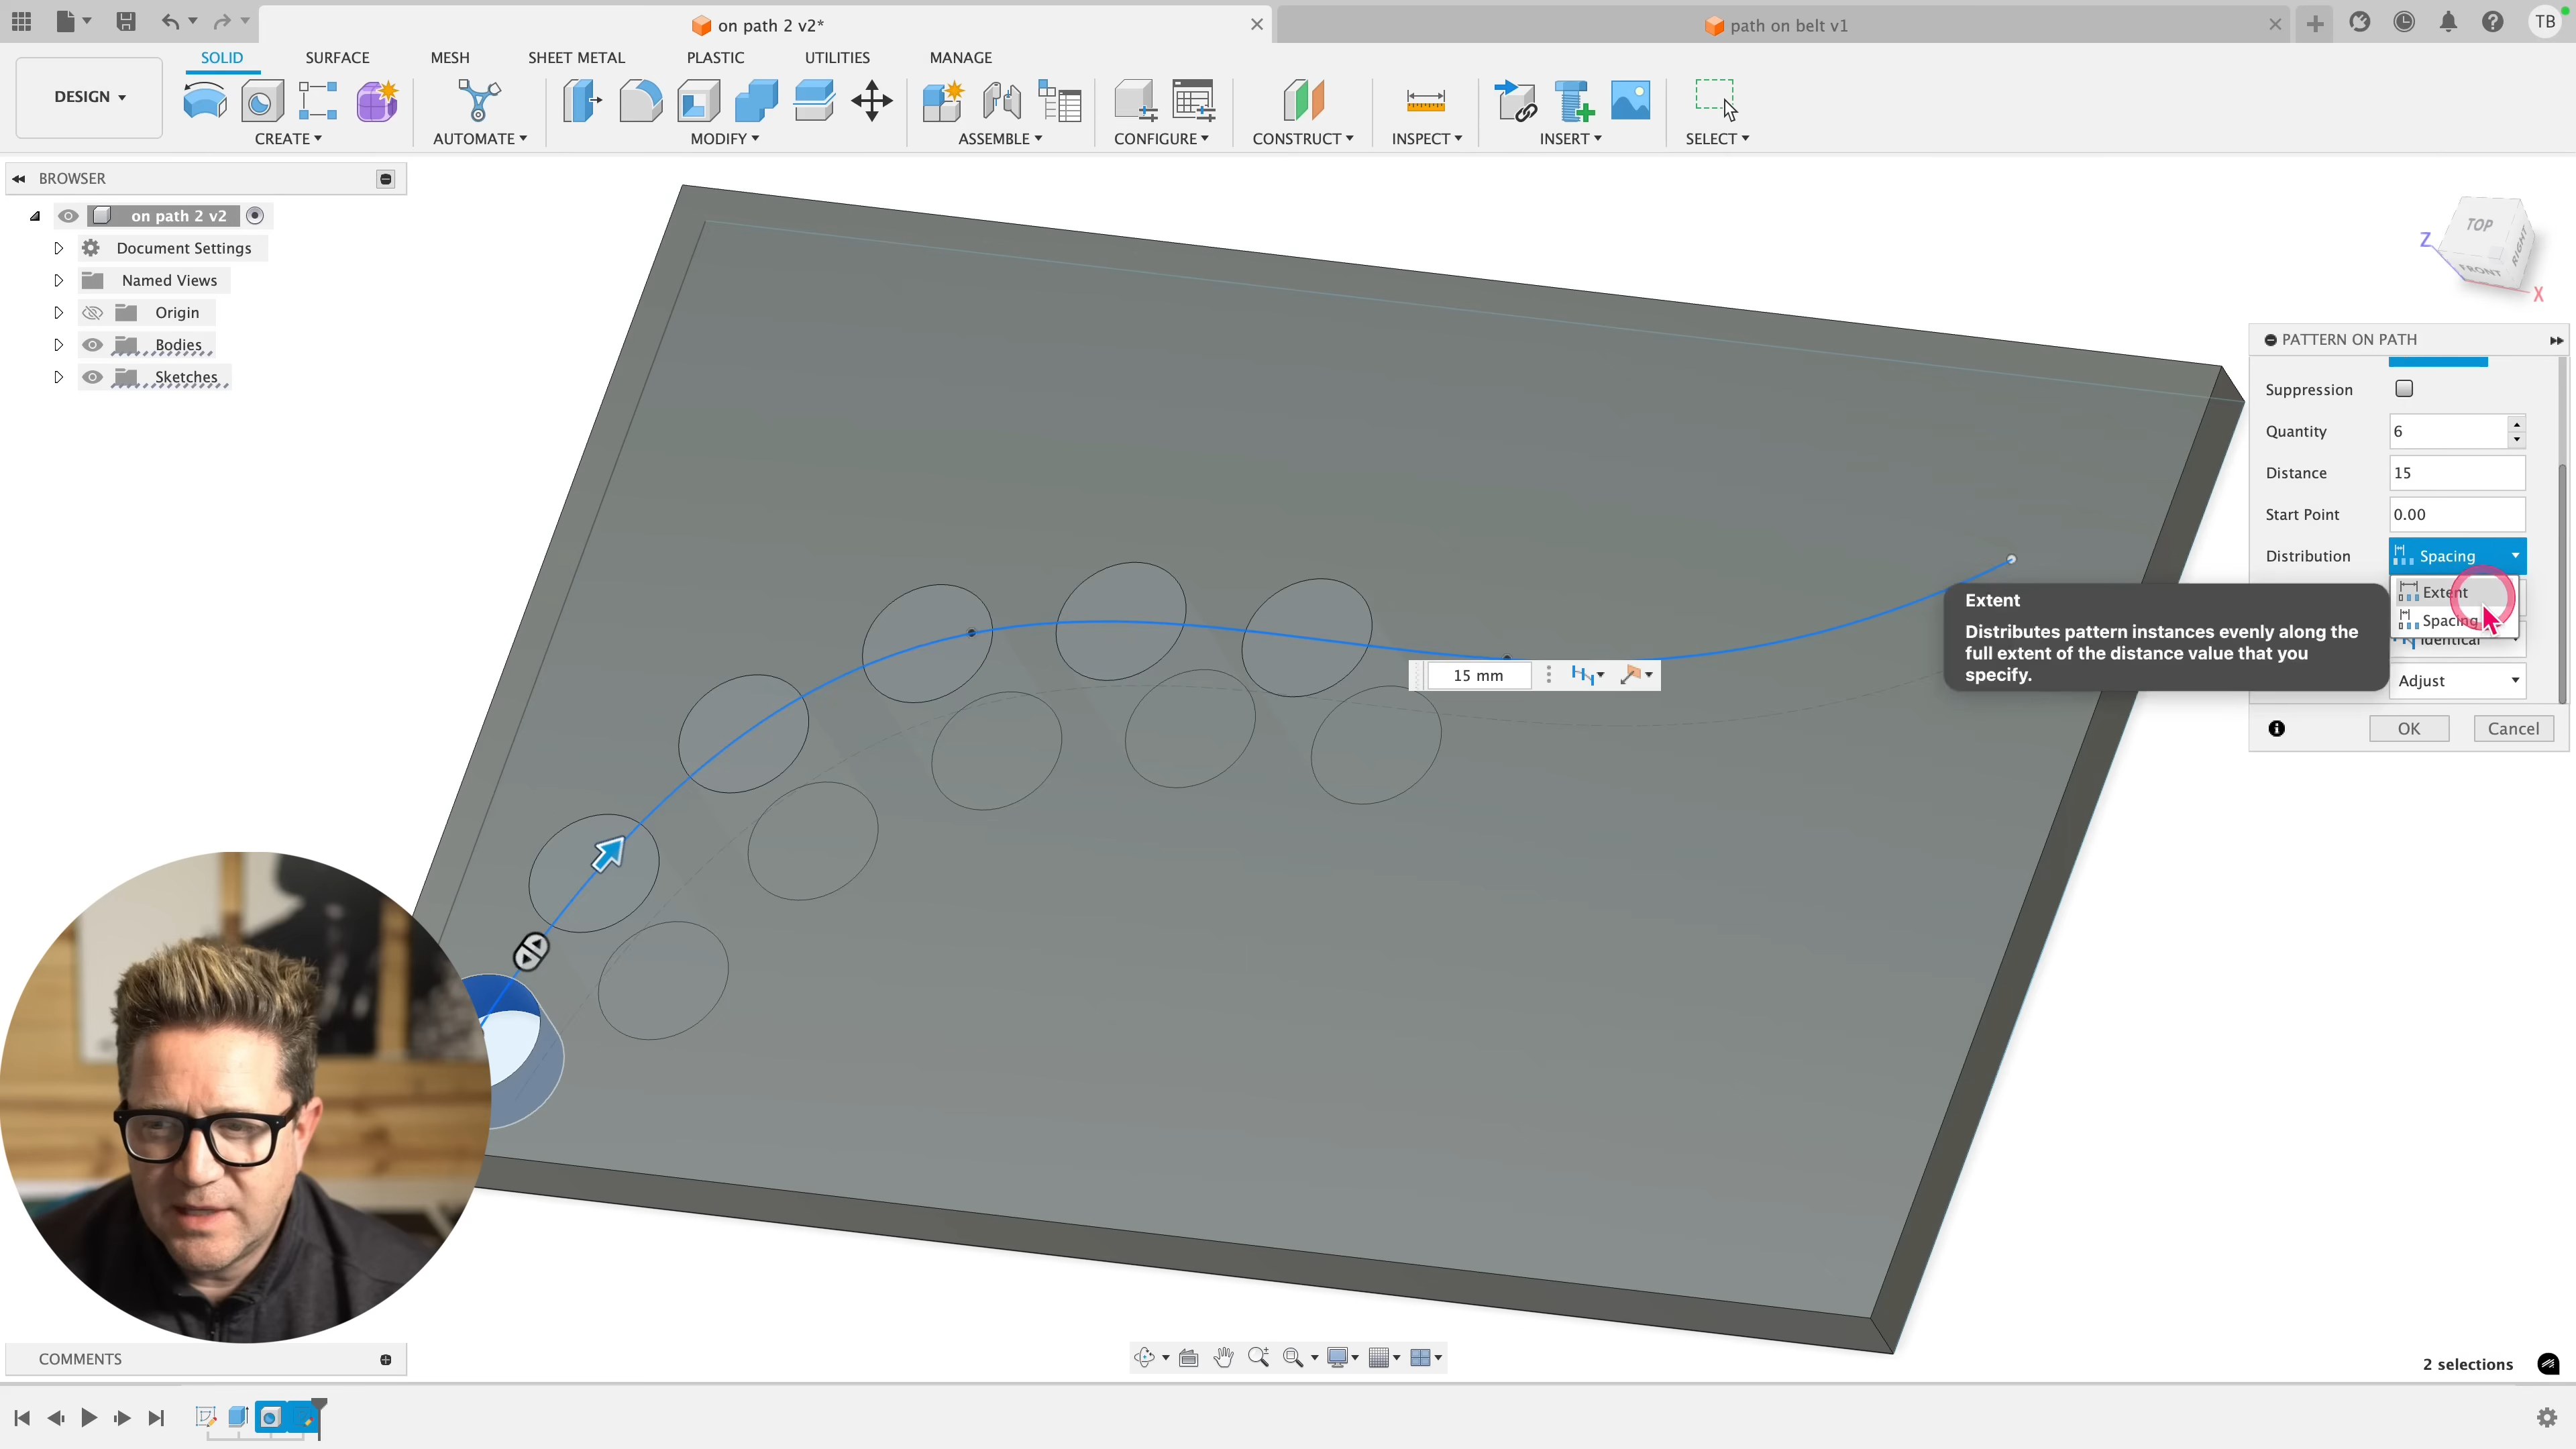 on path 2 v2*
path on belt v1
TB
SOLID
SURFACE
MESH
SHEET METAL
PLASTIC
UTILITIES
MANAGE
DESIGN
CREATE
AUTOMATE
MODIFY
ASSEMBLE
CONFIGURE
CONSTRUCT
INSPECT
INSERT
SELECT
BROWSER
on path 2 v2
Document Settings
Named Views
Origin
Bodies
Sketches
TOP
FRONT
RIGHT
Z
X
PATTERN ON PATH
Suppression
Quantity
6
Distance
15
Start Point
0.00
Distribution
Spacing
Extent
Spacing
Identical
Adjust
OK
Cancel
Extent
Distributes pattern instances evenly along the
full extent of the distance value that you
specify.
15 mm
COMMENTS
2 selections